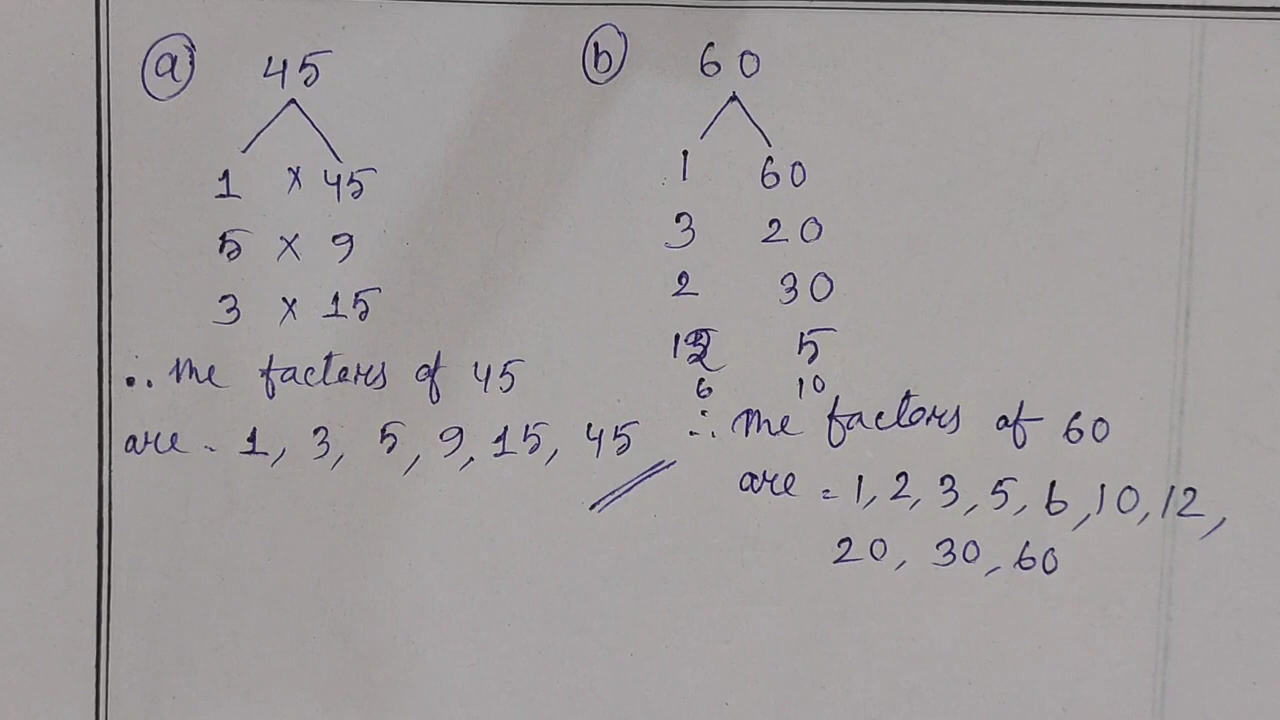 (a) 45
1 × 45
5 × 9
3 × 15
∴ The factors of 45
are = 1, 3, 5, 9, 15, 45
(b) 60
1 60
3 20
2 30
12 5
6 10
∴ The factors of 60
are = 1, 2, 3, 5, 6, 10, 12,
20, 30, 60